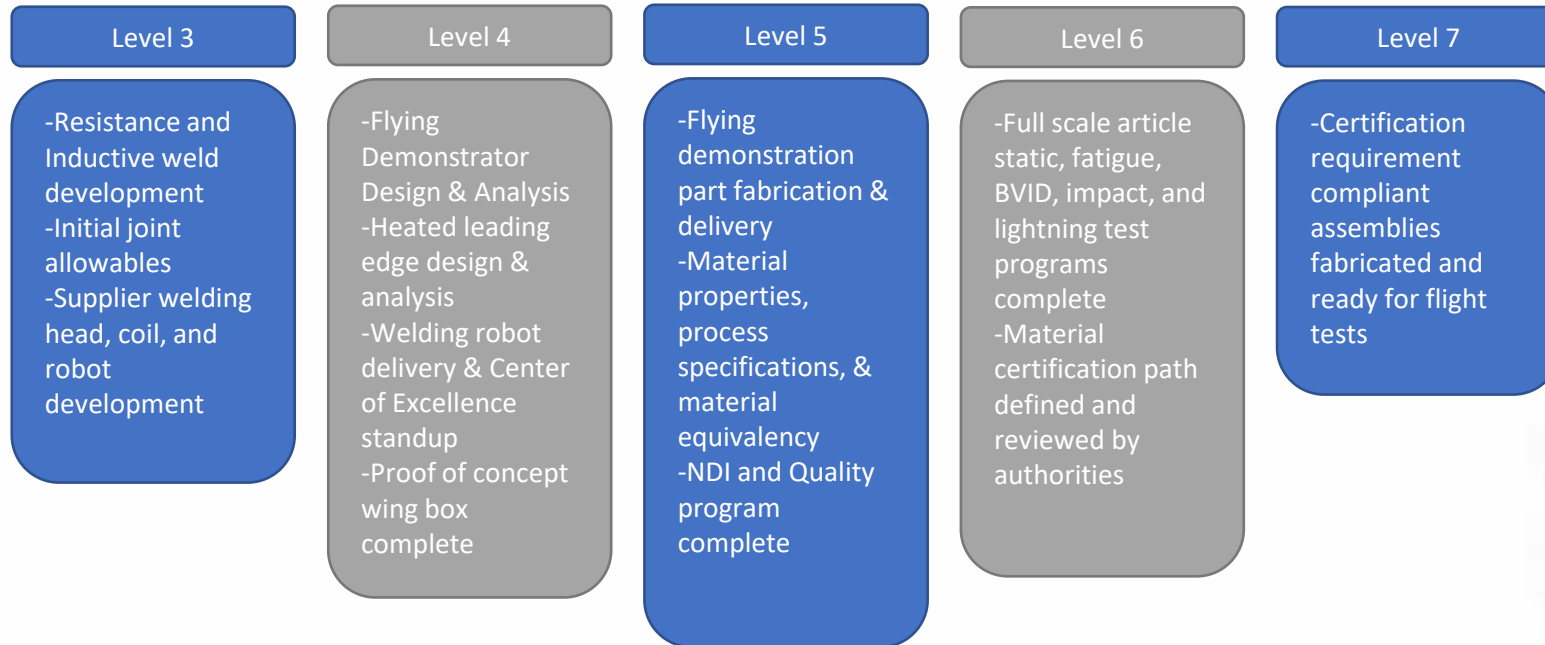 Level 3
-Resistance and
Inductive weld
development
-Initial joint
allowables
-Supplier welding
head, coil, and
robot
development
Level 4
-Flying
Demonstrator
Design & Analysis
-Heated leading
edge design &
analysis
-Welding robot
delivery & Center
of Excellence
standup
-Proof of concept
wing box
complete
Level 5
-Flying
demonstration
part fabrication &
delivery
-Material
properties,
process
specifications, &
material
equivalency
-NDI and Quality
program
complete
Level 6
-Full scale article
static, fatigue,
BVID, impact, and
lightning test
programs
complete
-Material
certification path
defined and
reviewed by
authorities
Level 7
-Certification
requirement
compliant
assemblies
fabricated and
ready for flight
tests